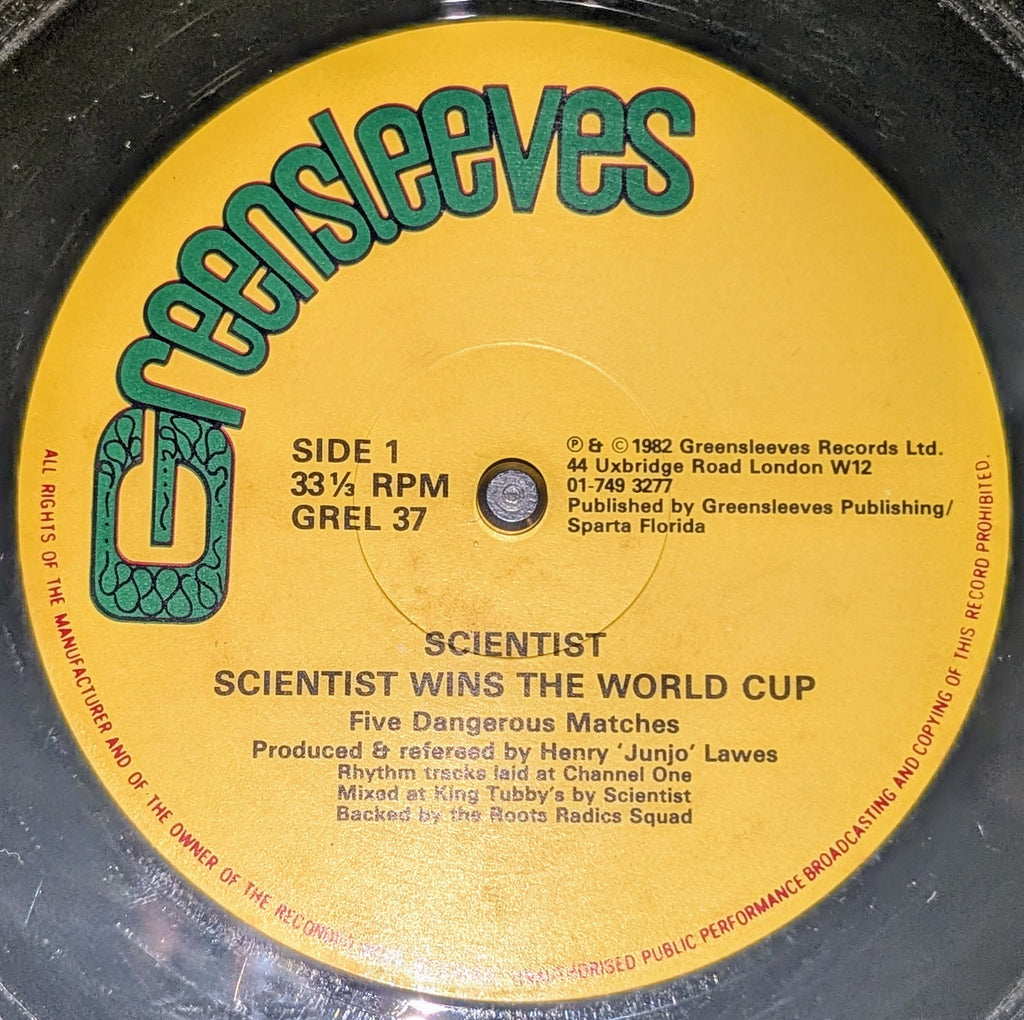 Greensleeves
SIDE 1
33⅓ RPM
GREL 37
℗ & © 1982 Greensleeves Records Ltd.
44 Uxbridge Road London W12
01-749 3277
Published by Greensleeves Publishing/
Sparta Florida
SCIENTIST
SCIENTIST WINS THE WORLD CUP
Five Dangerous Matches
Produced & refereed by Henry ‘Junjo’ Lawes
Rhythm tracks laid at Channel One
Mixed at King Tubby's by Scientist
Backed by the Roots Radics Squad
ALL RIGHTS OF THE MANUFACTURER AND OF THE OWNER OF THE RECORDED PUBLIC PERFORMANCE BROADCASTING AND COPYING OF THIS RECORD PROHIBITED.